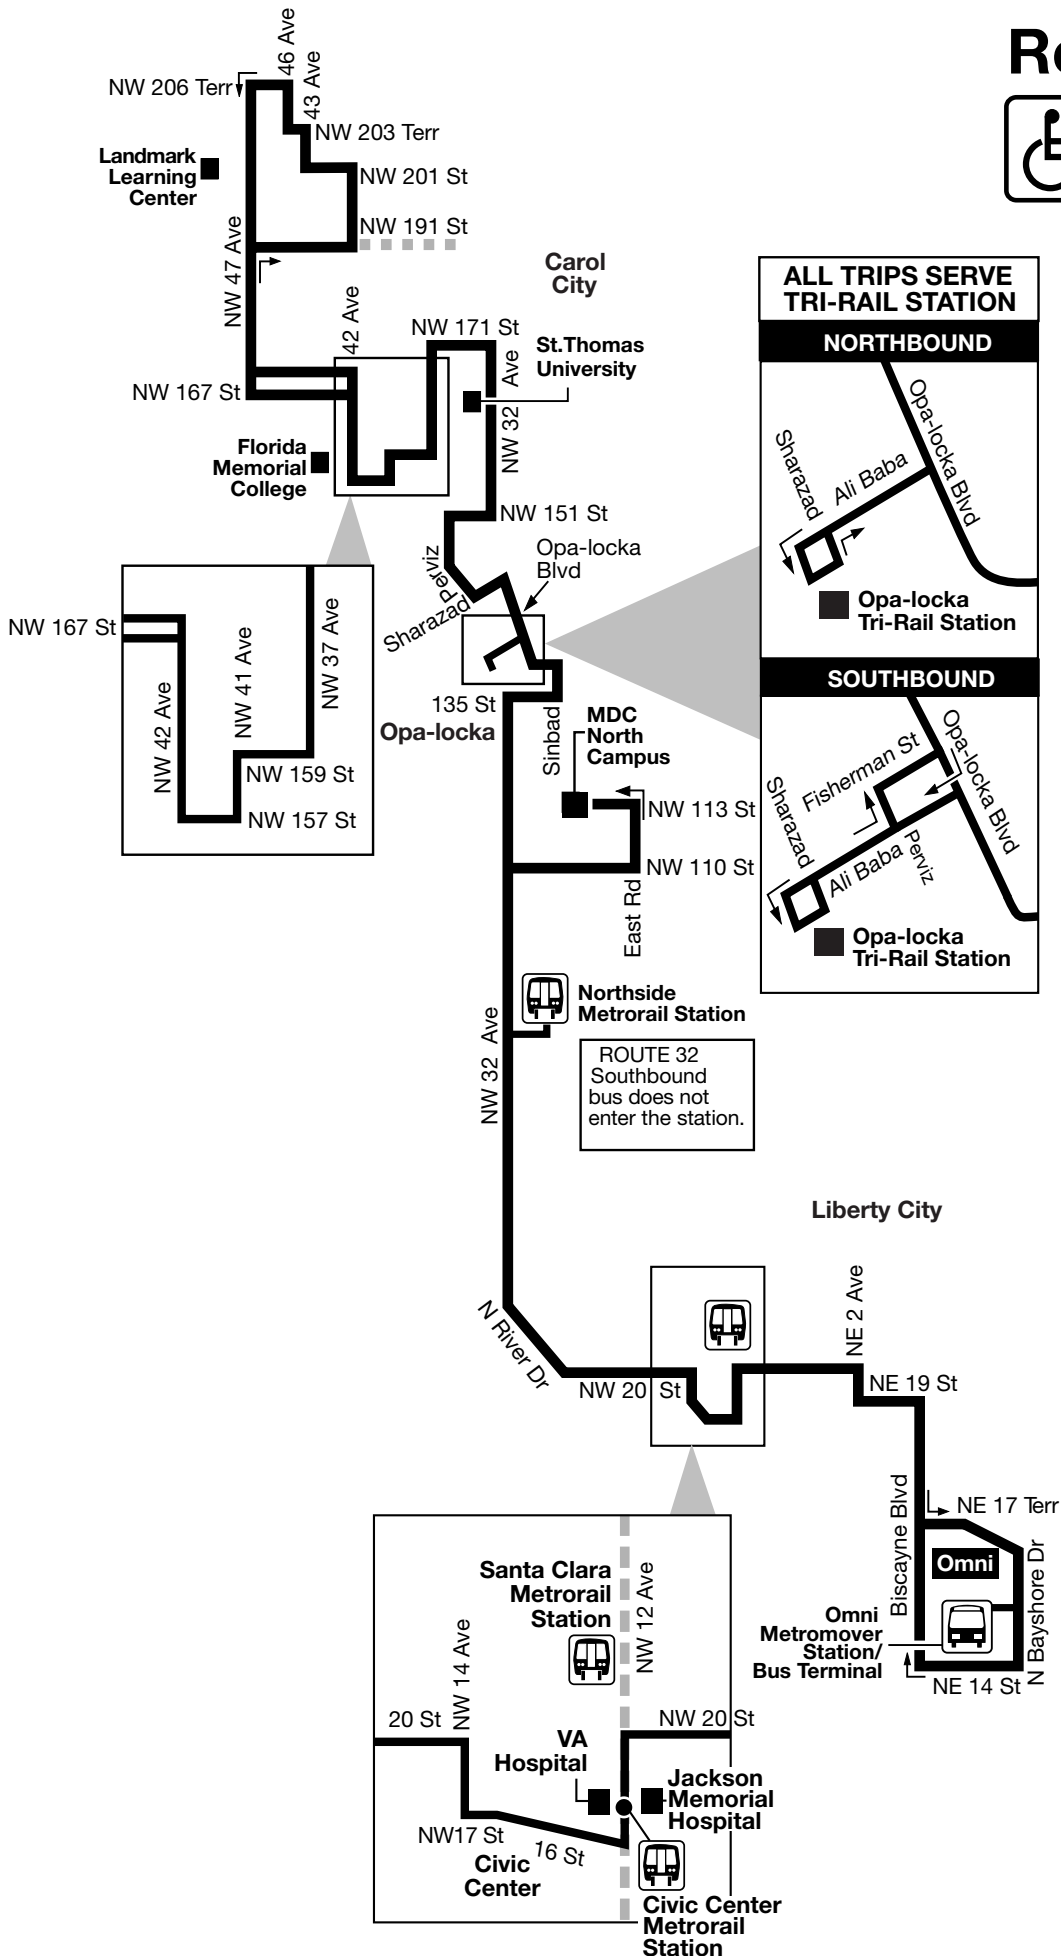 Ro
46 Ave
43 Ave
NW 206 Terr
NW 203 Terr
Landmark
Learning
Center
NW 201 St
NW 191 St
NW 47 Ave
Carol
City
42 Ave
NW 171 St
St.Thomas
University
NW 32 Ave
NW 167 St
Florida
Memorial
College
NW 151 St
Opa-locka
Blvd
Perviz
Sharazad
NW 167 St
NW 42 Ave
NW 41 Ave
NW 37 Ave
NW 159 St
NW 157 St
135 St
Opa-locka
Sinbad
MDC
North
Campus
NW 113 St
NW 110 St
East Rd
ALL TRIPS SERVE
TRI-RAIL STATION
NORTHBOUND
Opa-locka Blvd
Sharazad
Ali Baba
Opa-locka
Tri-Rail Station
SOUTHBOUND
Opa-locka Blvd
Fisherman St
Sharazad
Ali Baba
Perviz
Opa-locka
Tri-Rail Station
Northside
Metrorail Station
NW 32 Ave
ROUTE 32
Southbound
bus does not
enter the station.
Liberty City
N River Dr
NW 20 St
NE 2 Ave
NE 19 St
Biscayne Blvd
NE 17 Terr
Omni
N Bayshore Dr
Omni
Metromover
Station/
Bus Terminal
NE 14 St
Santa Clara
Metrorail
Station
NW 12 Ave
NW 14 Ave
20 St
NW 20 St
VA
Hospital
Jackson
Memorial
Hospital
NW17 St
16 St
Civic
Center
Civic Center
Metrorail
Station